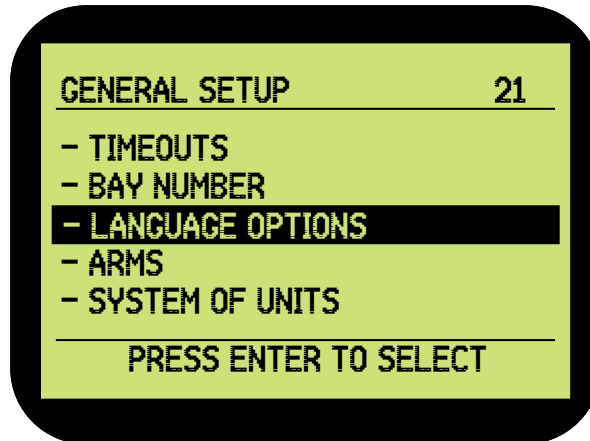 GENERAL SETUP 21
– TIMEOUTS
– BAY NUMBER
– LANGUAGE OPTIONS
– ARMS
– SYSTEM OF UNITS
PRESS ENTER TO SELECT